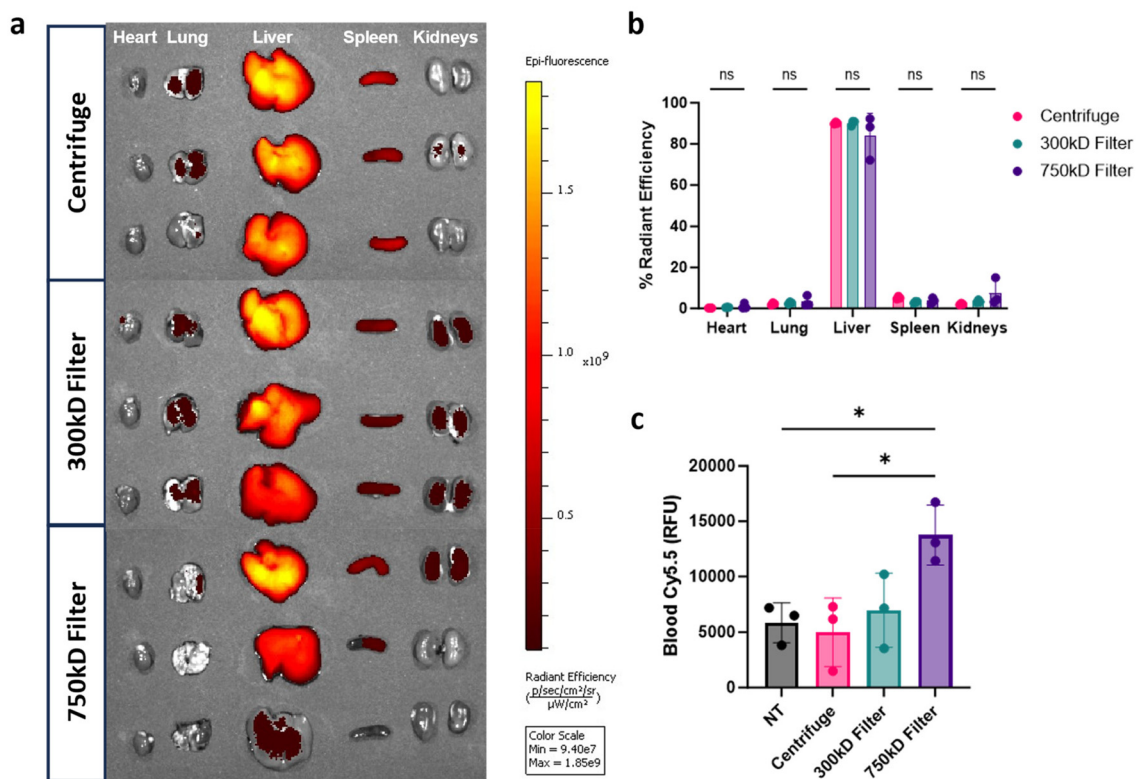 a
Heart Lung Liver Spleen Kidneys
Centrifuge
300kD Filter
750kD Filter
Epi-fluorescence
1.5
1.0
x10⁹
0.5
Radiant Efficiency
(p/sec/cm²/sr
µW/cm²)
Color Scale
Min = 9.40e7
Max = 1.85e9
b
ns ns ns ns ns
% Radiant Efficiency
100
80
60
40
20
0
Heart Lung Liver Spleen Kidneys
Centrifuge
300kD Filter
750kD Filter
c
*
*
Blood Cy5.5 (RFU)
20000
15000
10000
5000
0
NT
Centrifuge
300kD Filter
750kD Filter